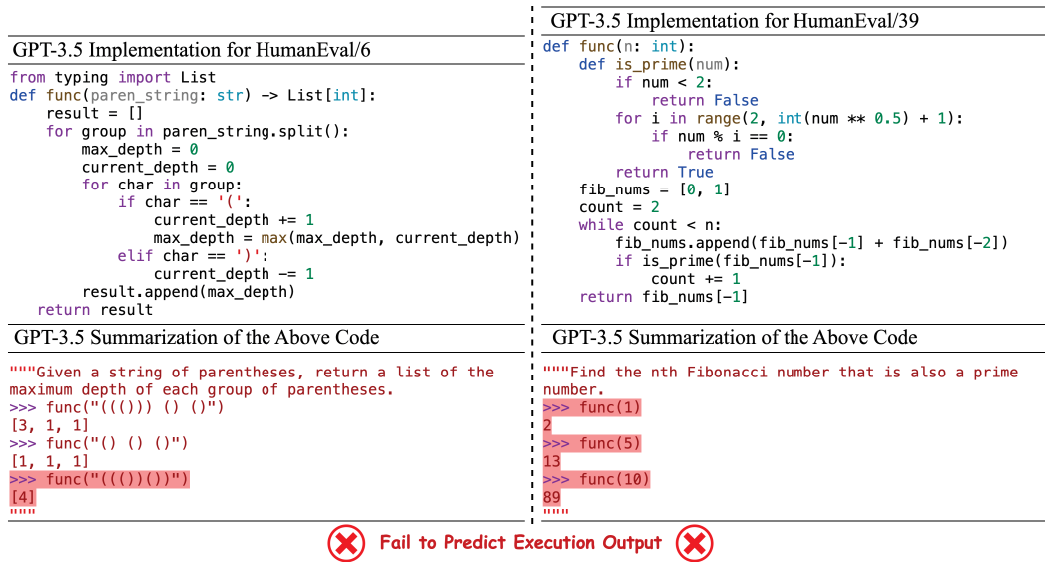 GPT-3.5 Implementation for HumanEval/6
from typing import List
def func(paren_string: str) -> List[int]:
    result = []
    for group in paren_string.split():
        max_depth = 0
        current_depth = 0
        for char in group:
            if char == '(':
                current_depth += 1
                max_depth = max(max_depth, current_depth)
            elif char == ')':
                current_depth -= 1
        result.append(max_depth)
   return result
GPT-3.5 Summarization of the Above Code
"""Given a string of parentheses, return a list of the
maximum depth of each group of parentheses.
>>> func("((())) () ()")
[3, 1, 1]
>>> func("() () ()")
[1, 1, 1]
>>> func("((())())")
[4]
"""
GPT-3.5 Implementation for HumanEval/39
def func(n: int):
    def is_prime(num):
        if num < 2:
            return False
        for i in range(2, int(num ** 0.5) + 1):
            if num % i == 0:
                return False
        return True
    fib_nums = [0, 1]
    count = 2
    while count < n:
        fib_nums.append(fib_nums[-1] + fib_nums[-2])
        if is_prime(fib_nums[-1]):
            count += 1
    return fib_nums[-1]
GPT-3.5 Summarization of the Above Code
"""Find the nth Fibonacci number that is also a prime
number.
>>> func(1)
2
>>> func(5)
13
>>> func(10)
89
"""
Fail to Predict Execution Output